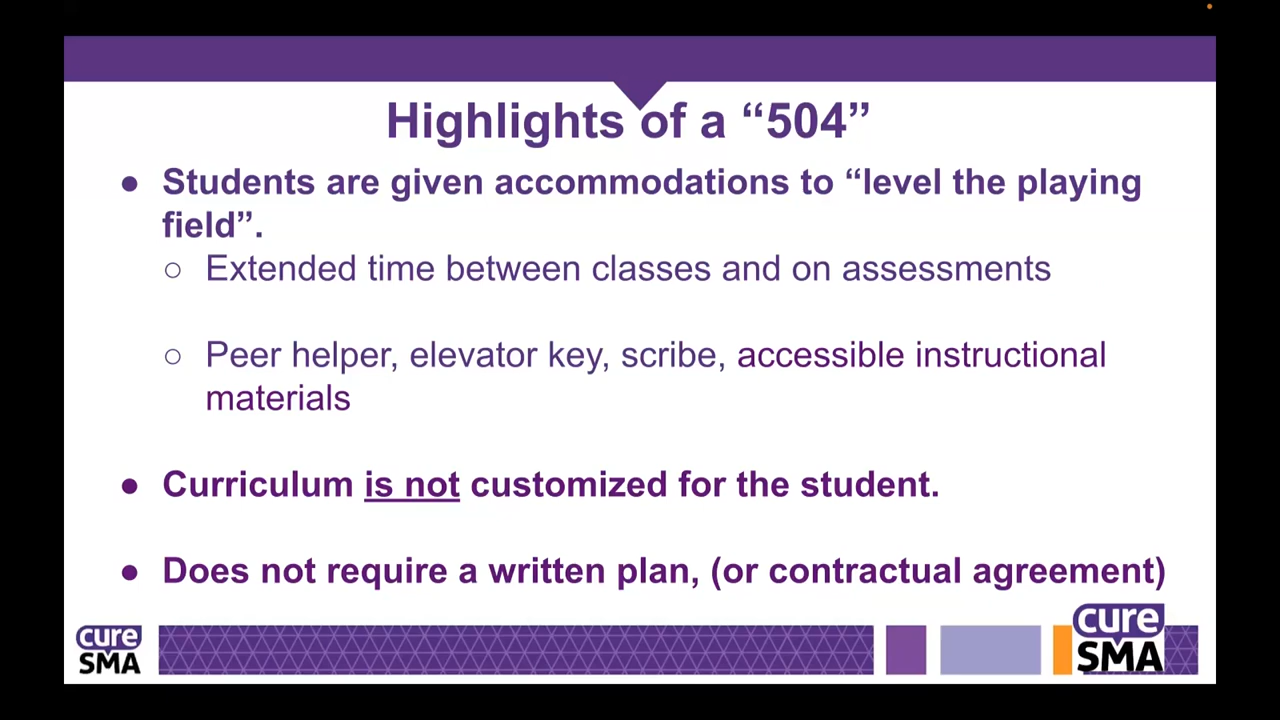 Highlights of a “504”
● Students are given accommodations to “level the playing
field”.
○ Extended time between classes and on assessments
○ Peer helper, elevator key, scribe, accessible instructional
materials
● Curriculum is not customized for the student.
● Does not require a written plan, (or contractual agreement)
cure
SMA
cure
SMA